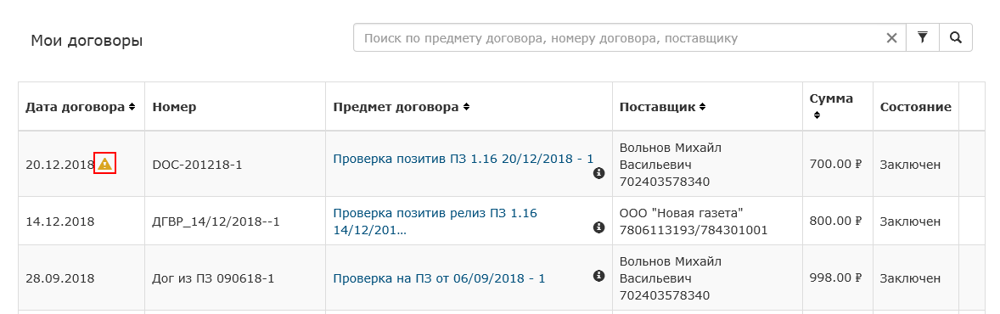 Мои договоры
Поиск по предмету договора, номеру договора, поставщику
Дата договора Номер Предмет договора Поставщик Сумма Состояние
20.12.2018 DOC-201218-1 Проверка позитив ПЗ 1.16 20/12/2018 - 1 Вольнов Михаил
Васильевич
702403578340 700.00 ₽ Заключен
14.12.2018 ДГВР_14/12/2018--1 Проверка позитив релиз ПЗ 1.16
14/12/201... ООО "Новая газета"
7806113193/784301001 800.00 ₽ Заключен
28.09.2018 Дог из ПЗ 090618-1 Проверка на ПЗ от 06/09/2018 - 1 Вольнов Михаил
Васильевич
702403578340 998.00 ₽ Заключен